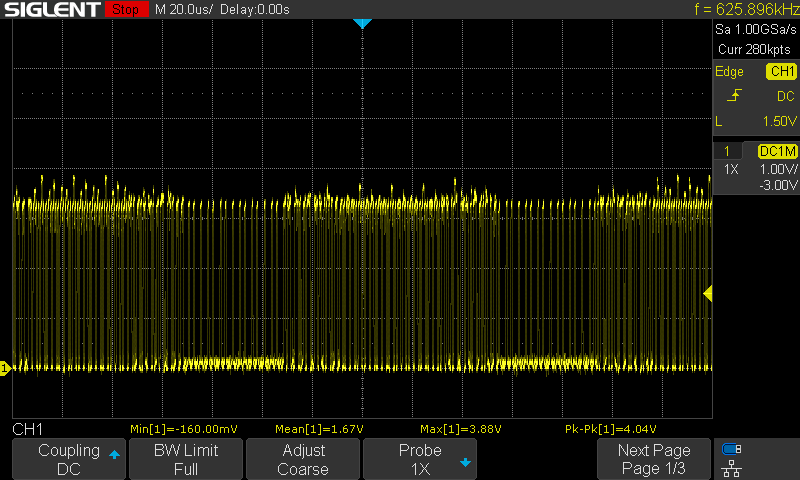 SIGLENT Stop M 20.0us/ Delay:0.00s f = 625.896kHz
Sa 1.00GSa/s
Curr 280kpts
Edge CH1
DC
L 1.50V
1 DC1M
1X 1.00V/
-3.00V
1
CH1 Min[1]=-160.00mV Mean[1]=1.67V Max[1]=3.88V Pk-Pk[1]=4.04V
Coupling BW Limit Adjust Probe Next Page
DC Full Coarse 1X Page 1/3